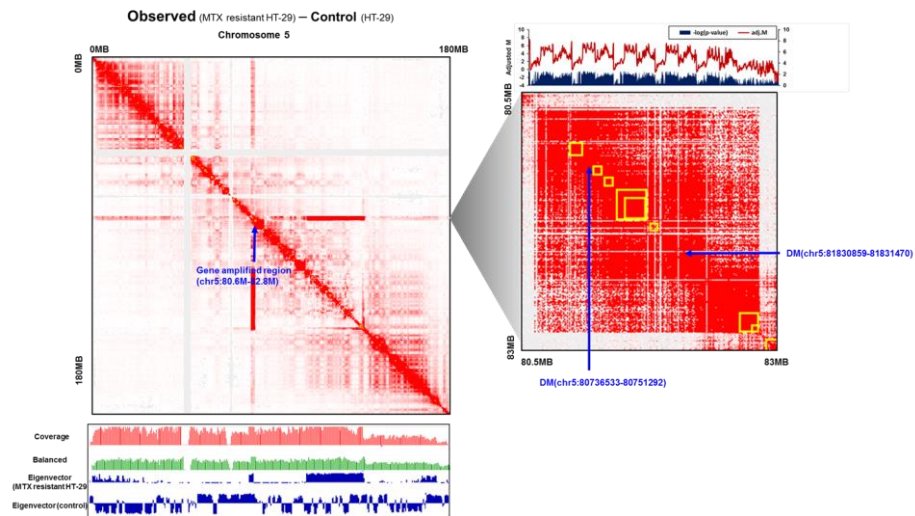 Observed (MTX resistant HT-29) – Control (HT-29)
Chromosome 5
0MB
180MB
0MB
180MB
Gene amplified region
(chr5:80.6M-82.8M)
Coverage
Balanced
Eigenvector
(MTX resistant HT-29
Eigenvector(control)
-log(p-value)
adj.M
Adjusted M
10
8
6
4
2
0
-2
-4
10
8
6
4
2
0
80.5MB
83MB
80.5MB
83MB
DM(chr5:81830859-81831470)
DM(chr5:80736533-80751292)